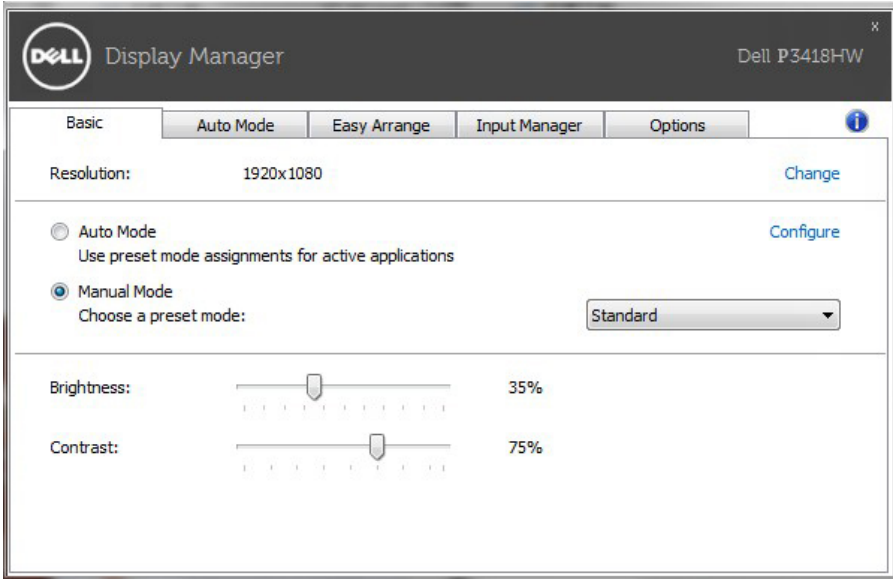 x
DELL Display Manager Dell P3418HW
Basic Auto Mode Easy Arrange Input Manager Options i
Resolution: 1920x1080 Change
Auto Mode Configure
Use preset mode assignments for active applications
Manual Mode
Choose a preset mode: Standard
Brightness: 35%
Contrast: 75%